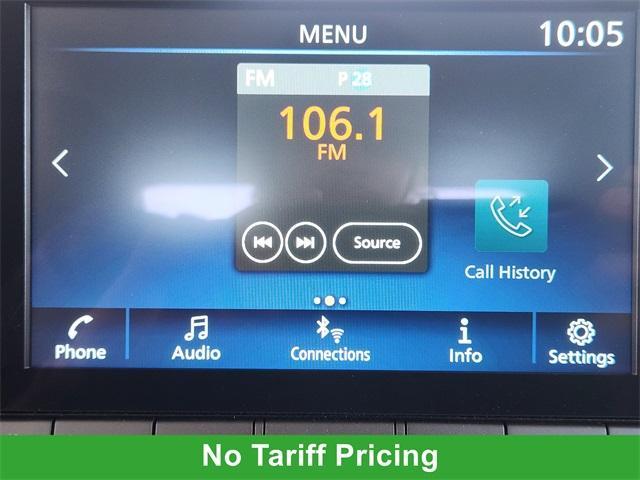 MENU 10:05
FM P 28
106.1
FM
Source
Call History
Phone Audio Connections Info Settings
No Tariff Pricing